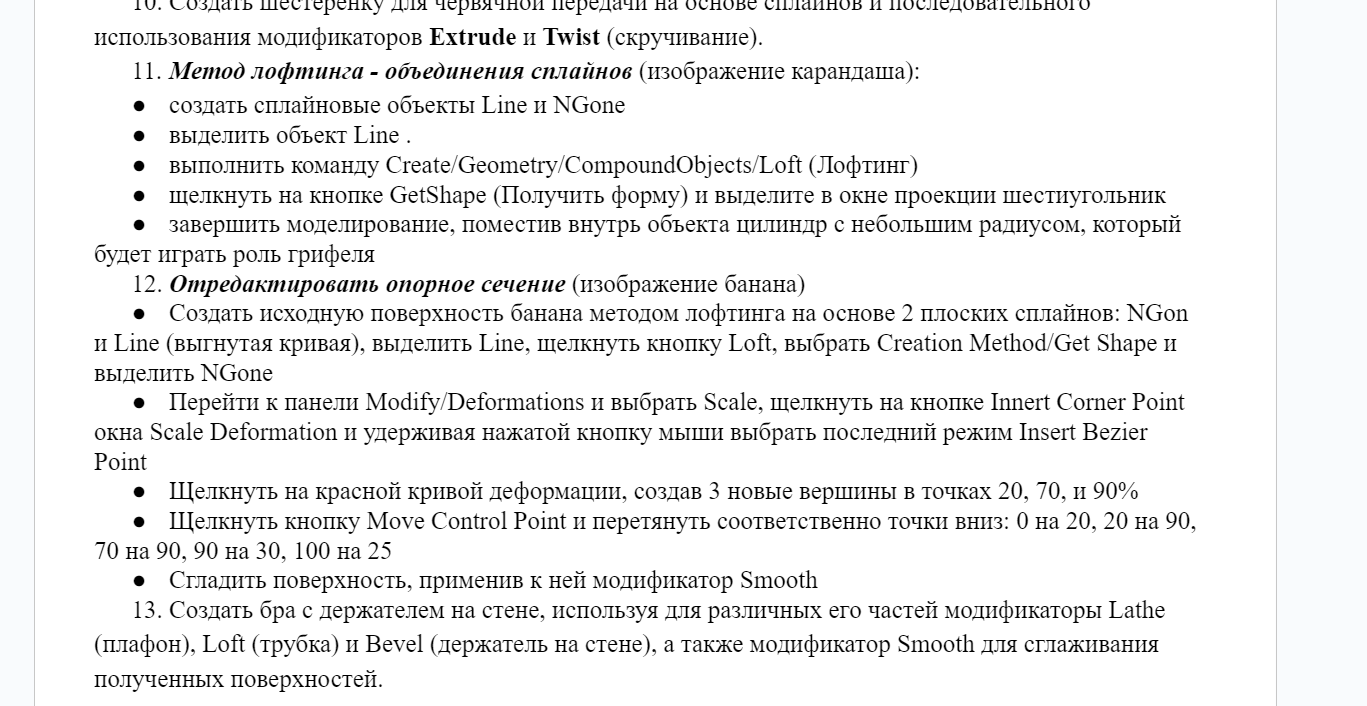 10. Создать шестеренку для червячной передачи на основе сплайнов и последовательного
использования модификаторов Extrude и Twist (скручивание).
11. Метод лофтинга - объединения сплайнов (изображение карандаша):
● создать сплайновые объекты Line и NGone
● выделить объект Line .
● выполнить команду Create/Geometry/CompoundObjects/Loft (Лофтинг)
● щелкнуть на кнопке GetShape (Получить форму) и выделите в окне проекции шестиугольник
● завершить моделирование, поместив внутрь объекта цилиндр с небольшим радиусом, который
будет играть роль грифеля
12. Отредактировать опорное сечение (изображение банана)
● Создать исходную поверхность банана методом лофтинга на основе 2 плоских сплайнов: NGon
и Line (выгнутая кривая), выделить Line, щелкнуть кнопку Loft, выбрать Creation Method/Get Shape и
выделить NGone
● Перейти к панели Modify/Deformations и выбрать Scale, щелкнуть на кнопке Innert Corner Point
окна Scale Deformation и удерживая нажатой кнопку мыши выбрать последний режим Insert Bezier
Point
● Щелкнуть на красной кривой деформации, создав 3 новые вершины в точках 20, 70, и 90%
● Щелкнуть кнопку Move Control Point и перетянуть соответственно точки вниз: 0 на 20, 20 на 90,
70 на 90, 90 на 30, 100 на 25
● Сгладить поверхность, применив к ней модификатор Smooth
13. Создать бра с держателем на стене, используя для различных его частей модификаторы Lathe
(плафон), Loft (трубка) и Bevel (держатель на стене), а также модификатор Smooth для сглаживания
полученных поверхностей.